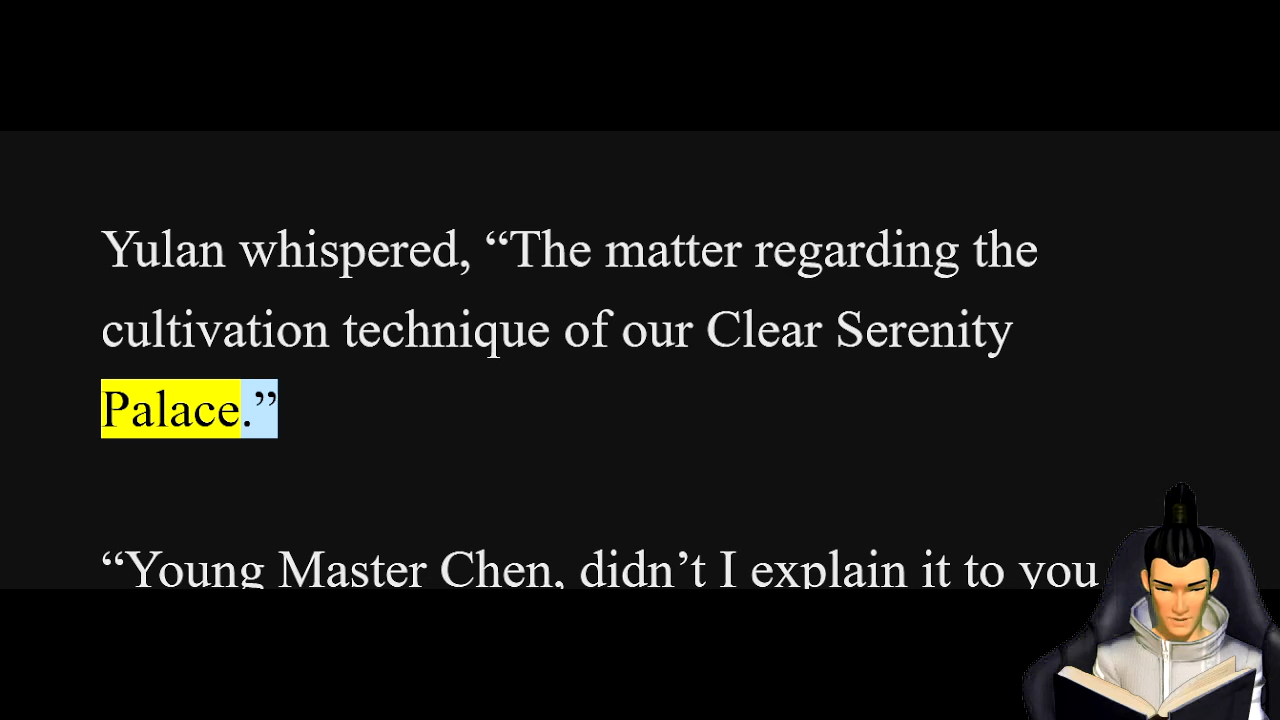 Yulan whispered, “The matter regarding the
cultivation technique of our Clear Serenity
Palace.”
“Young Master Chen, didn’t I explain it to you